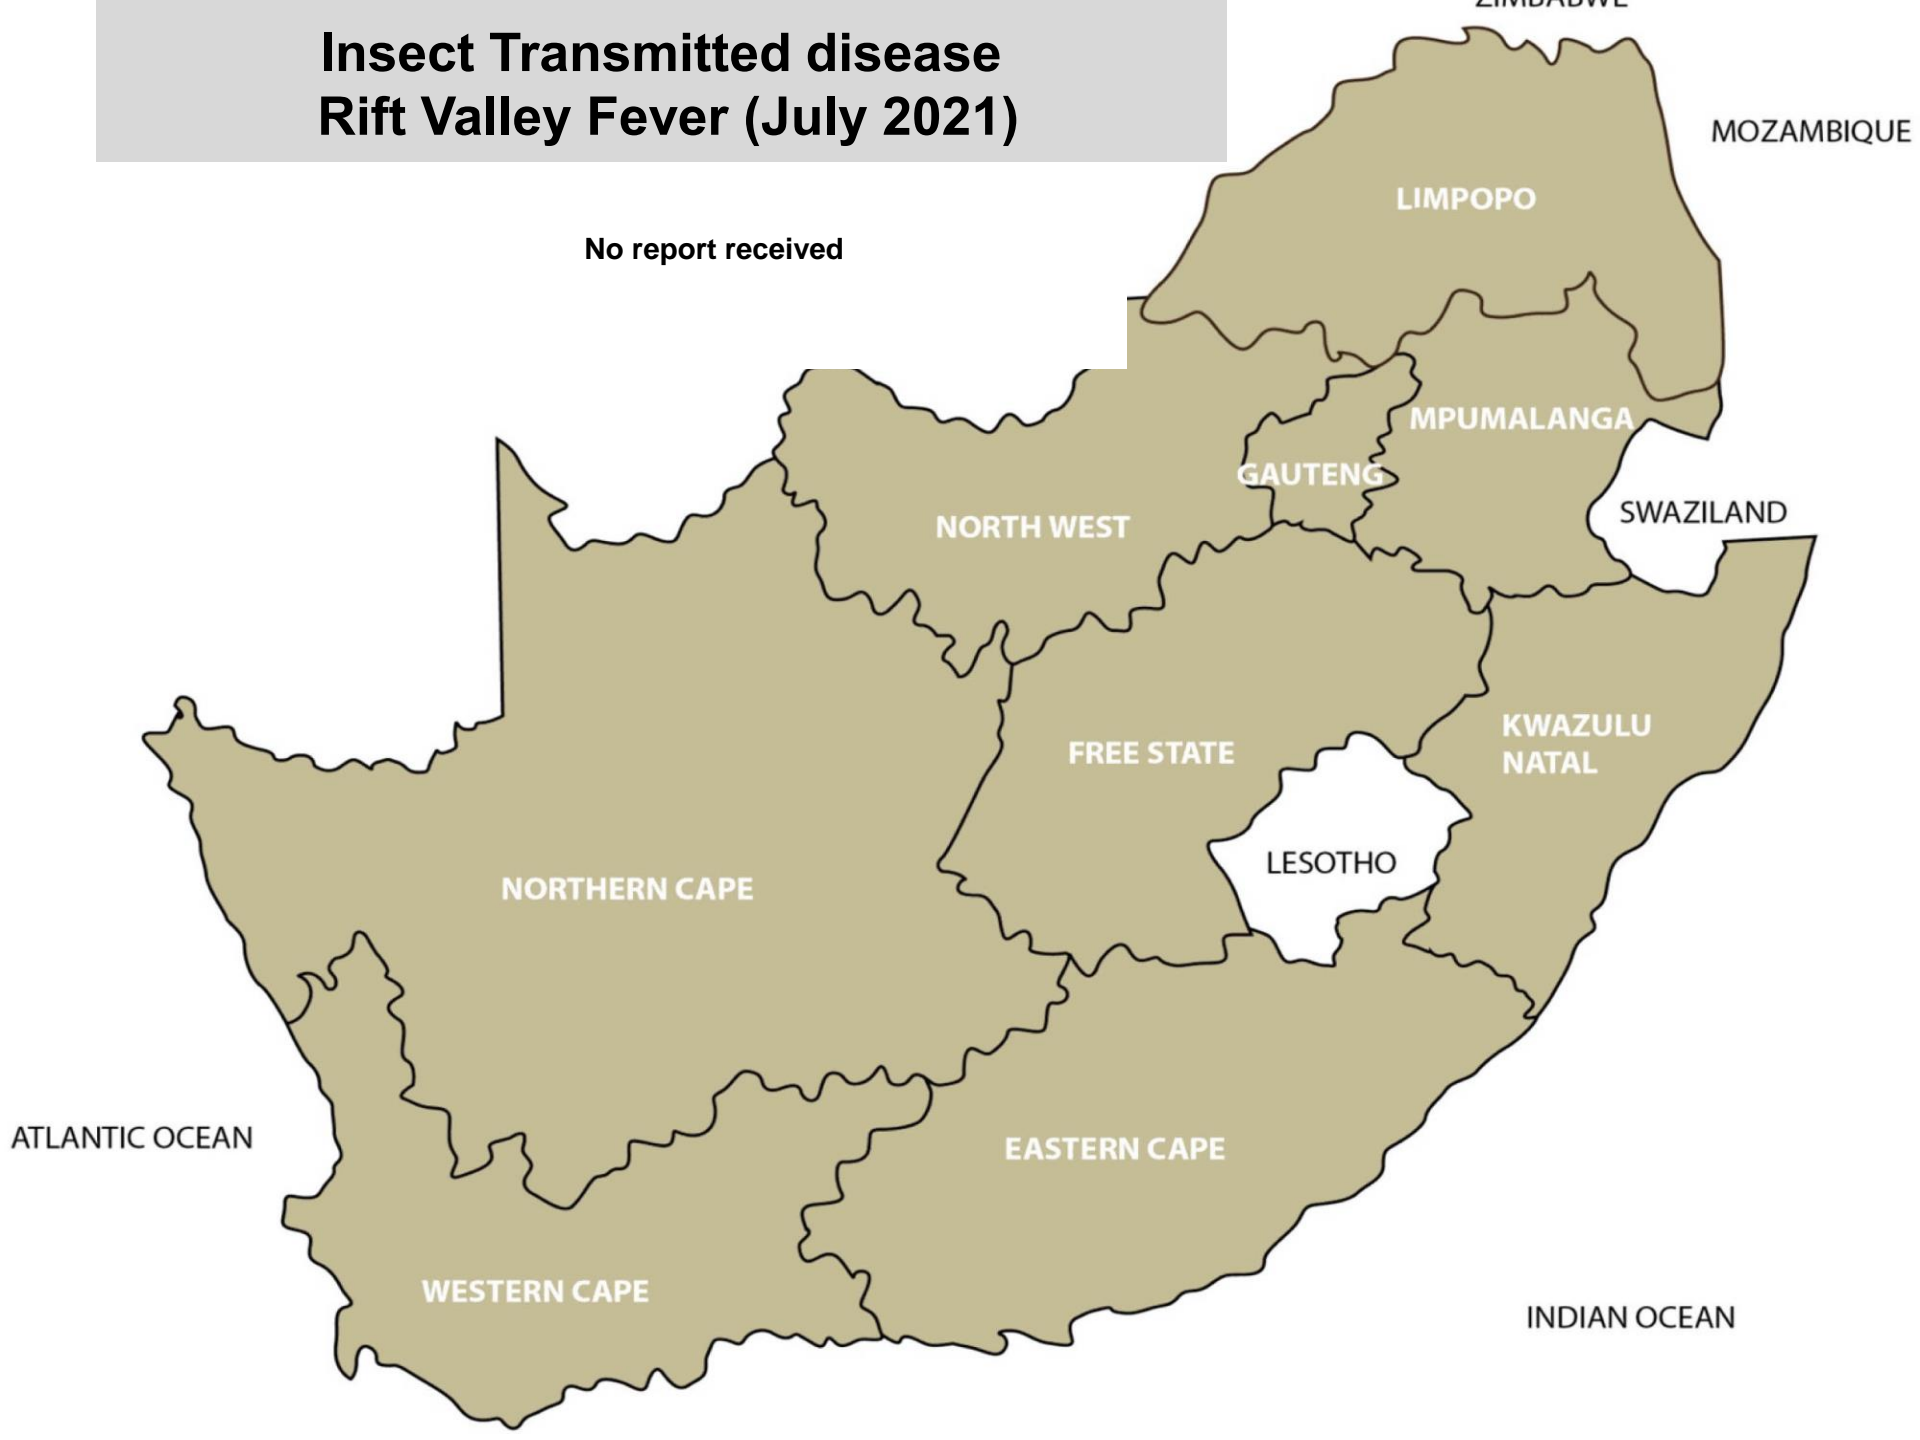 ZIMBABWE
Insect Transmitted disease
Rift Valley Fever (July 2021)
MOZAMBIQUE
LIMPOPO
No report received
MPUMALANGA
GAUTENG
SWAZILAND
NORTH WEST
KWAZULU
NATAL
FREE STATE
LESOTHO
NORTHERN CAPE
ATLANTIC OCEAN
EASTERN CAPE
WESTERN CAPE
INDIAN OCEAN